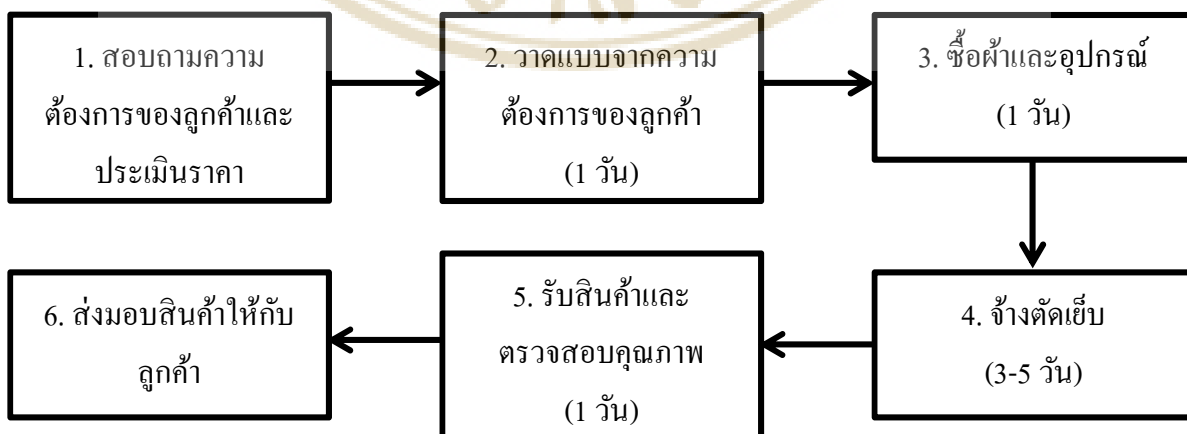 1. สอบถามความ
ต้องการของลูกค้าและ
ประเมินราคา
2. วาดแบบจากความ
ต้องการของลูกค้า
(1 วัน)
3. ซื้อผ้าและอุปกรณ์
(1 วัน)
4. จ้างตัดเย็บ
(3-5 วัน)
5. รับสินค้าและ
ตรวจสอบคุณภาพ
(1 วัน)
6. ส่งมอบสินค้าให้กับ
ลูกค้า